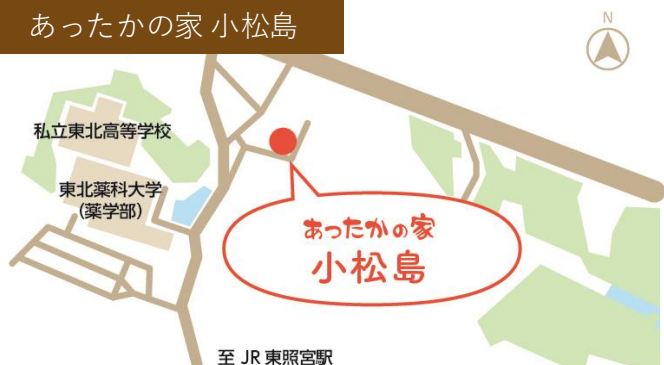 あったかの家 小松島
N
私立東北高等学校
東北薬科大学
(薬学部)
あったかの家
小松島
至 JR 東照宮駅